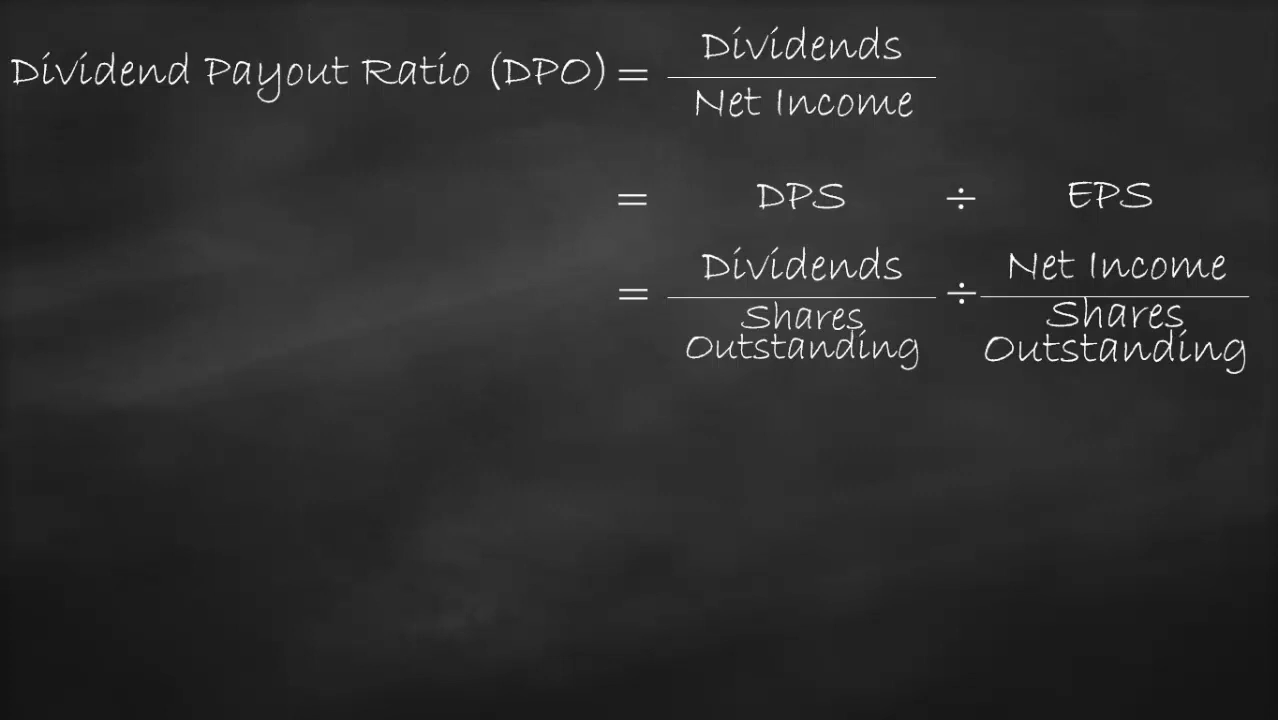 Dividend Payout Ratio (DPO) = Dividends
Net Income
= DPS ÷ EPS
= Dividends ÷ Net Income
Shares Shares
Outstanding Outstanding